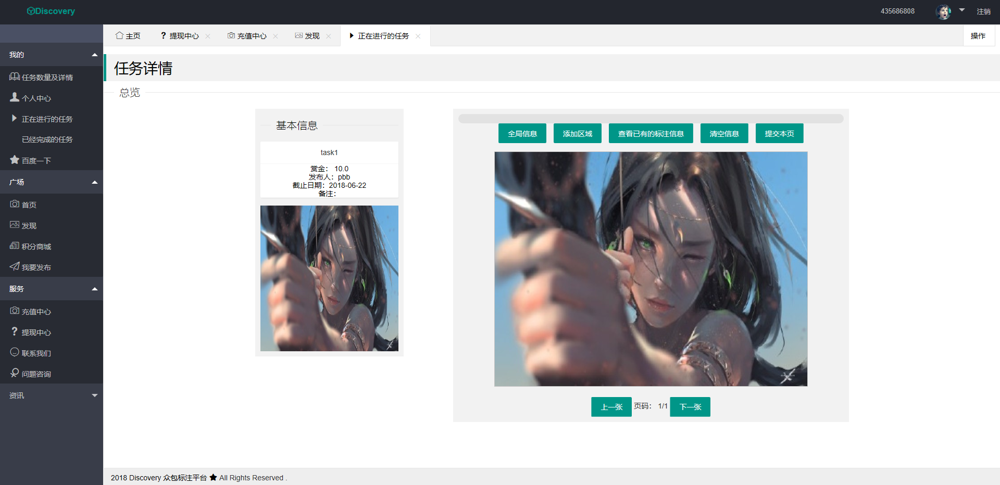 Discovery
435686808
注销
主页
提现中心
充值中心
发现
正在进行的任务
操作
我的
任务数量及详情
个人中心
正在进行的任务
已经完成的任务
百度一下
广场
首页
发现
积分商城
我要发布
服务
充值中心
提现中心
联系我们
问题咨询
资讯
任务详情
总览
基本信息
task1
赏金： 10.0
发布人：pbb
截止日期：2018-06-22
备注：
全局信息
添加区域
查看已有的标注信息
清空信息
提交本页
上一张
页码： 1/1
下一张
2018 Discovery 众包标注平台 ★ All Rights Reserved .